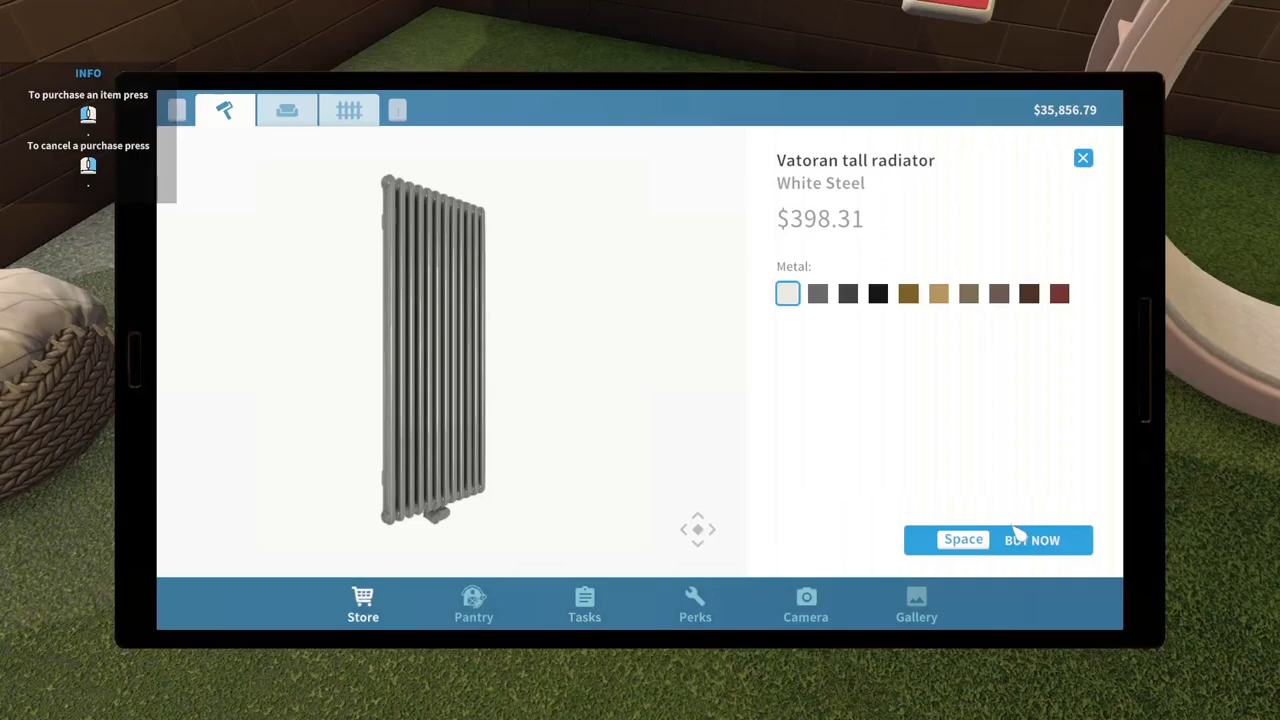 INFO
To purchase an item press
.
To cancel a purchase press
.
$35,856.79
Vatoran tall radiator
White Steel
$398.31
Metal:
Space BUY NOW
Store
Pantry
Tasks
Perks
Camera
Gallery